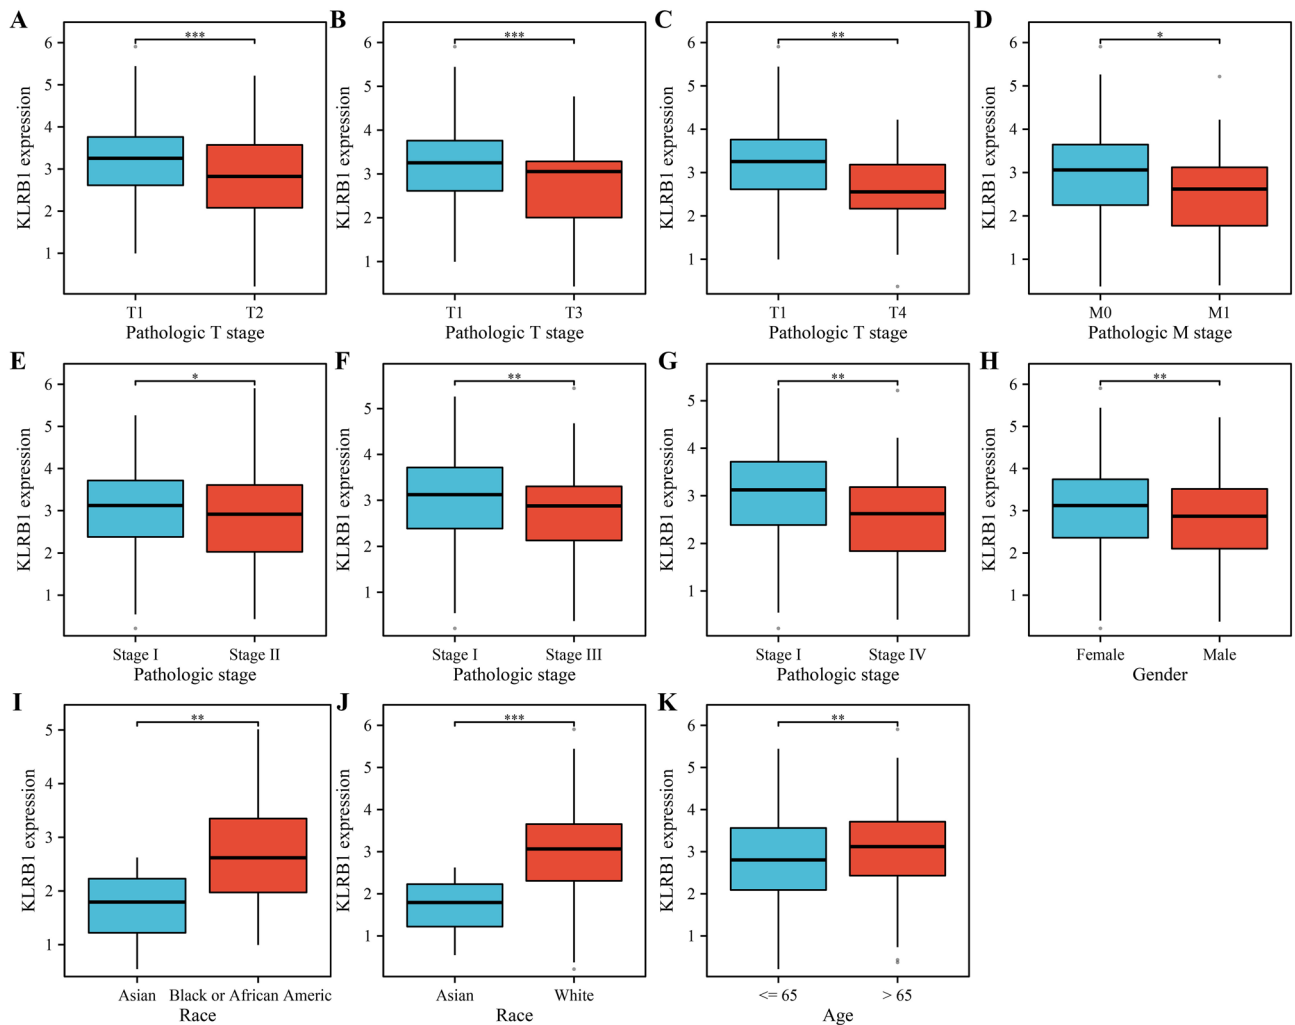 A
***
KLRB1 expression
6
5
4
3
2
1
T1 T2
Pathologic T stage
B
***
KLRB1 expression
6
5
4
3
2
1
T1 T3
Pathologic T stage
C
**
KLRB1 expression
6
5
4
3
2
1
T1 T4
Pathologic T stage
D
*
KLRB1 expression
6
5
4
3
2
1
M0 M1
Pathologic M stage
E
*
KLRB1 expression
6
5
4
3
2
1
Stage I Stage II
Pathologic stage
F
**
KLRB1 expression
5
4
3
2
1
Stage I Stage III
Pathologic stage
G
**
KLRB1 expression
5
4
3
2
1
Stage I Stage IV
Pathologic stage
H
**
KLRB1 expression
6
5
4
3
2
1
Female Male
Gender
I
**
KLRB1 expression
5
4
3
2
1
Asian Black or African Americ
Race
J
***
KLRB1 expression
6
5
4
3
2
1
Asian White
Race
K
**
KLRB1 expression
6
5
4
3
2
1
<= 65 > 65
Age